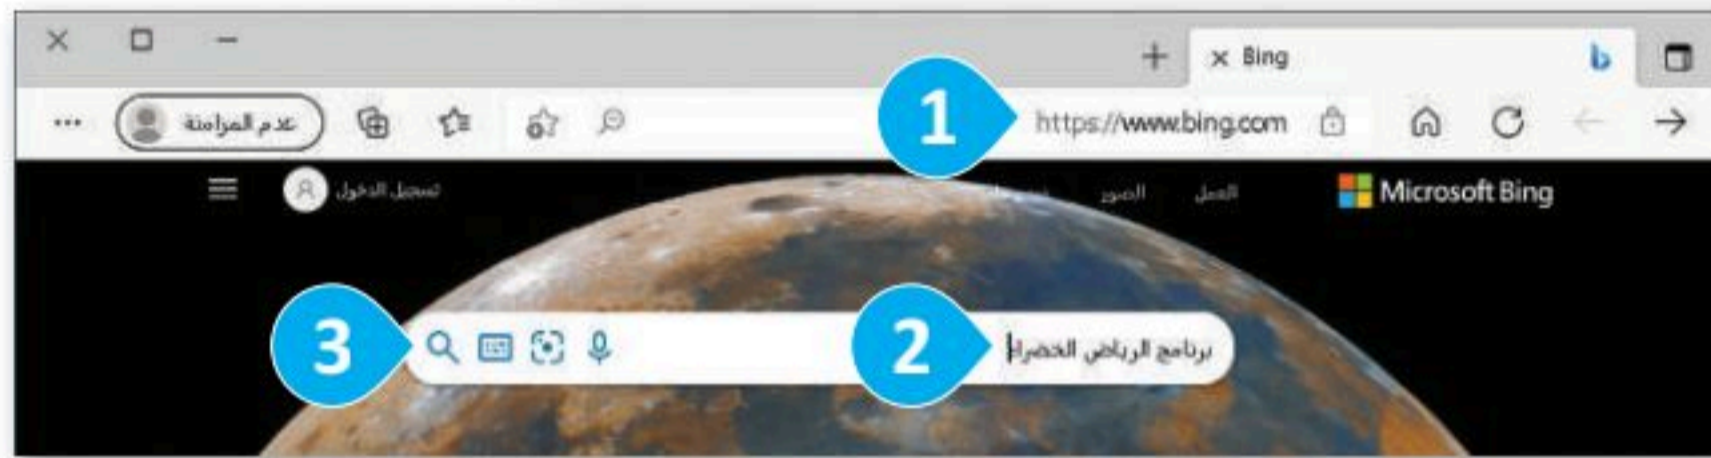 Bing
https://www.bing.com
عدم المزامنة
Microsoft Bing
العمل
الصور
تسجيل الدخول
1
2
3
برنامج الرياض الخضراء